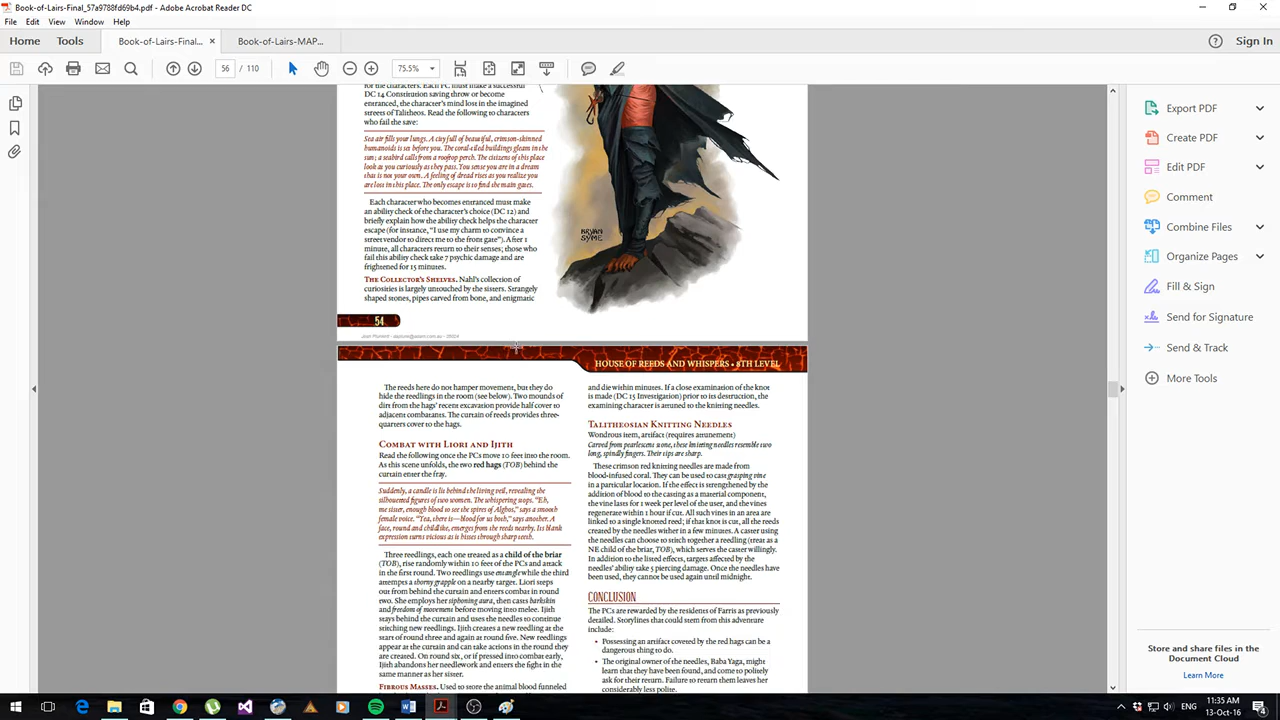 Book-of-Lairs-Final_57a9788fd69b4.pdf - Adobe Acrobat Reader DC
File Edit View Window Help
Home Tools Book-of-Lairs-Final... × Book-of-Lairs-MAP... Sign In
56 / 110 75.5%
for the characters. Each PC must make a successful
DC 14 Constitution saving throw or become
entranced, the character's mind lost in the imagined
streets of Talitheos. Read the following to characters
who fail the save:
Sea air fills your lungs. A city full of beautiful, crimson-skinned
humanoids is set before you. The coral-tiled buildings gleam in the
sun; a seabird calls from a rooftop perch. The citizens of this place
look at you curiously as they pass. You sense you are in a dream
that is not your own. A feeling of dread rises as you realize you
are lost in this place. The only escape is to find the main gates.
Each character who becomes entranced must make
an ability check of the character's choice (DC 12) and
briefly explain how the ability check helps the character
escape (for instance, "I use my charm to convince a
street vendor to direct me to the front gate"). After 1
minute, all characters return to their senses; those who
fail this ability check take 7 psychic damage and are
frightened for 15 minutes.
The Collector's Shelves. Nahl's collection of
curiosities is largely untouched by the sisters. Strangely
shaped stones, pipes carved from bone, and enigmatic
BRYAN
SYME
54
HOUSE OF REEDS AND WHISPERS • 8TH LEVEL
The reeds here do not hamper movement, but they do
hide the reedlings in the room (see below). Two mounds of
dirt from the hags' recent excavation provide half cover to
adjacent combatants. The curtain of reeds provides three-
quarters cover to the hags.
Combat with Liori and Ijith
Read the following once the PCs move 10 feet into the room.
As this scene unfolds, the two red hags (TOB) behind the
curtain enter the fray.
Suddenly, a candle is lit behind the living veil, revealing the
silhouetted figures of two women. The whispering stops. "Eh,
me sister, enough blood to see the spires of Alghos," says a smooth
female voice. "Yea, there is—blood for us both," says another. A
face, round and childlike, emerges from the reeds nearby. Its blank
expression turns vicious as it hisses through sharp teeth.
Three reedlings, each one treated as a child of the briar
(TOB), rise randomly within 10 feet of the PCs and attack
in the first round. Two reedlings use entangle while the third
attempts a thorny grapple on a nearby target. Liori steps
out from behind the curtain and enters combat in round
two. She employs her siphoning aura, then casts barkskin
and freedom of movement before moving into melee. Ijith
stays behind the curtain and uses the needles to continue
stitching new reedlings. Ijith creates a new reedling at the
start of round three and again at round five. New reedlings
appear at the curtain and can take actions in the round they
are created. On round six, or if pressed into combat early,
Ijith abandons her needlework and enters the fight in the
same manner as her sister.
Fibrous Masses. Used to store the animal blood funneled
and die within minutes. If a close examination of the knot
is made (DC 15 Investigation) prior to its destruction, the
examining character is attuned to the knitting needles.
Talitheosian Knitting Needles
Wondrous item, artifact (requires attunement)
Carved from pearlescent stone, these knitting needles resemble two
long, spindly fingers. Their tips are sharp.
These crimson red knitting needles are made from
blood-infused coral. They can be used to cast grasping vine
in a particular location. If the effect is strengthened by the
addition of blood to the casting as a material component,
the vine lasts for 1 week per level of the user, and the vines
regenerate within 1 hour if cut. All such vines in an area are
linked to a single knotted reed; if that knot is cut, all the reeds
created by the needles wither in a few minutes. A caster using
the needles can choose to stitch together a reedling (treat as a
NE child of the briar, TOB), which serves the caster willingly.
In addition to the listed effects, targets affected by the
needles' ability take 5 piercing damage. Once the needles have
been used, they cannot be used again until midnight.
Conclusion
The PCs are rewarded by the residents of Farris as previously
detailed. Storylines that could stem from this adventure
include:
• Possessing an artifact coveted by the red hags can be a
dangerous thing to do.
• The original owner of the needles, Baba Yaga, might
learn that they have been found, and come to politely
ask for their return. Failure to return them leaves her
considerably less polite.
Export PDF
Create PDF
Edit PDF
Comment
Combine Files
Organize Pages
Fill & Sign
Send for Signature
Send & Track
More Tools
Store and share files in the
Document Cloud
Learn More
ENG
11:35 AM
13-Oct-16